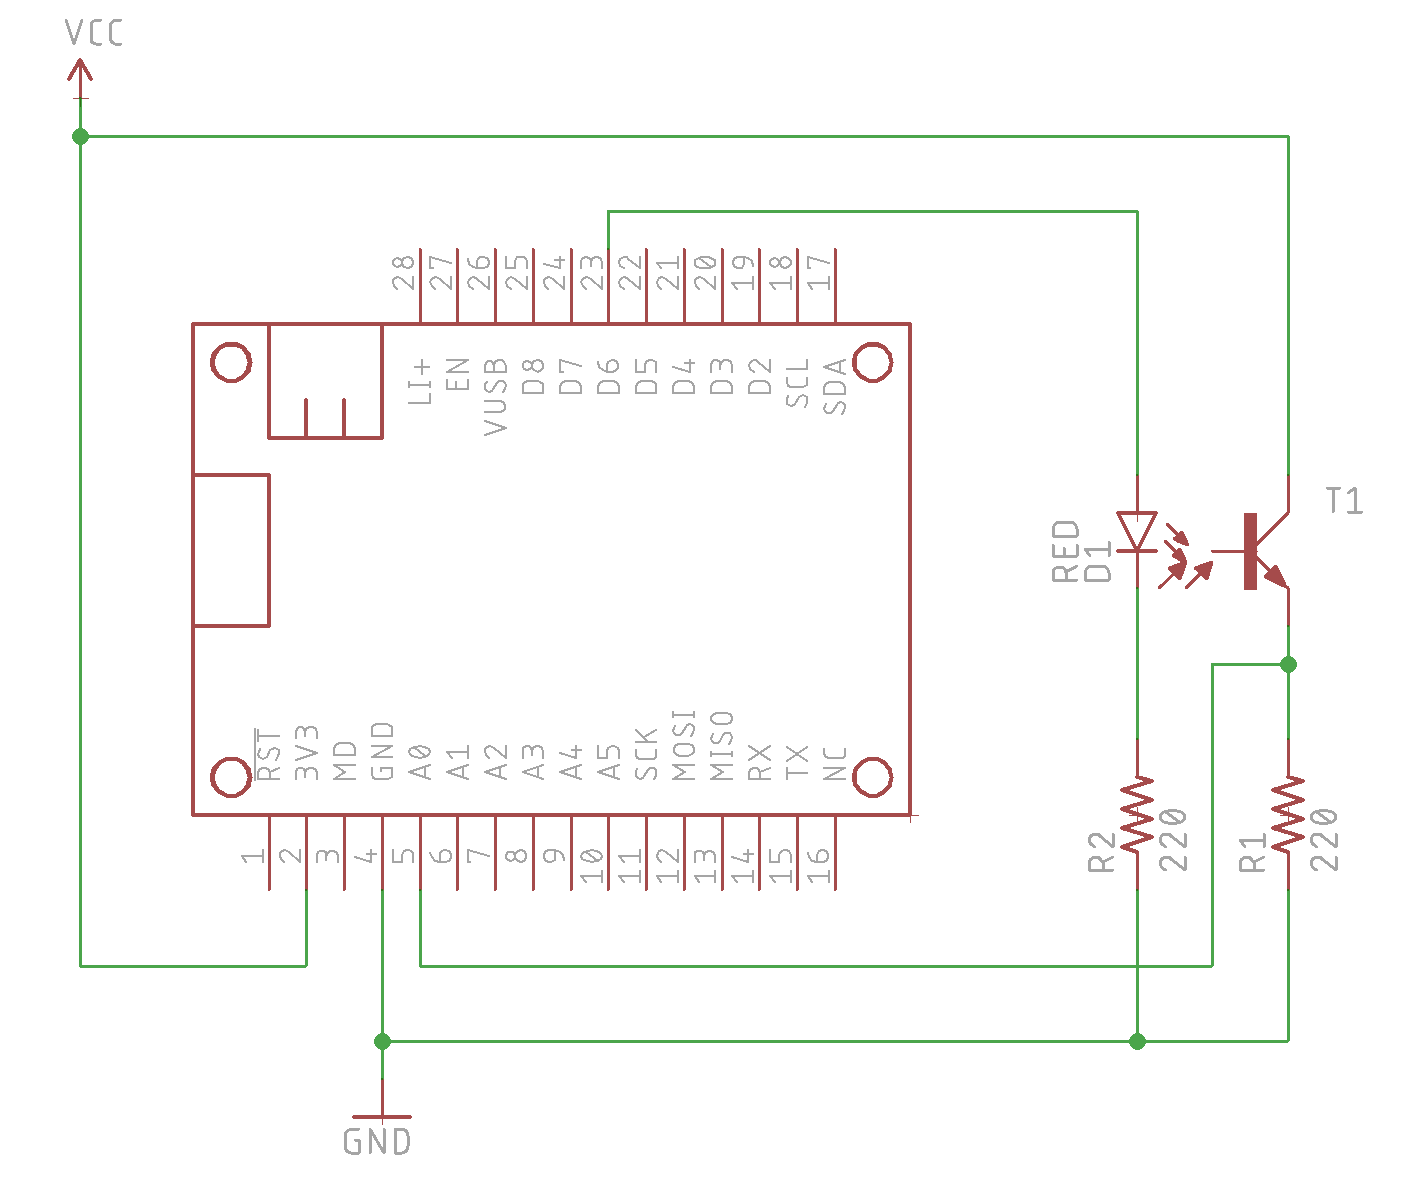 VCC
28
27
26
25
24
23
22
21
20
19
18
17
LI+
EN
VUSB
D8
D7
D6
D5
D4
D3
D2
SCL
SDA
T1
RED
D1
RST
3V3
MD
GND
A0
A1
A2
A3
A4
A5
SCK
MOSI
MISO
RX
TX
NC
1
2
3
4
5
6
7
8
9
10
11
12
13
14
15
16
R2
220
R1
220
GND